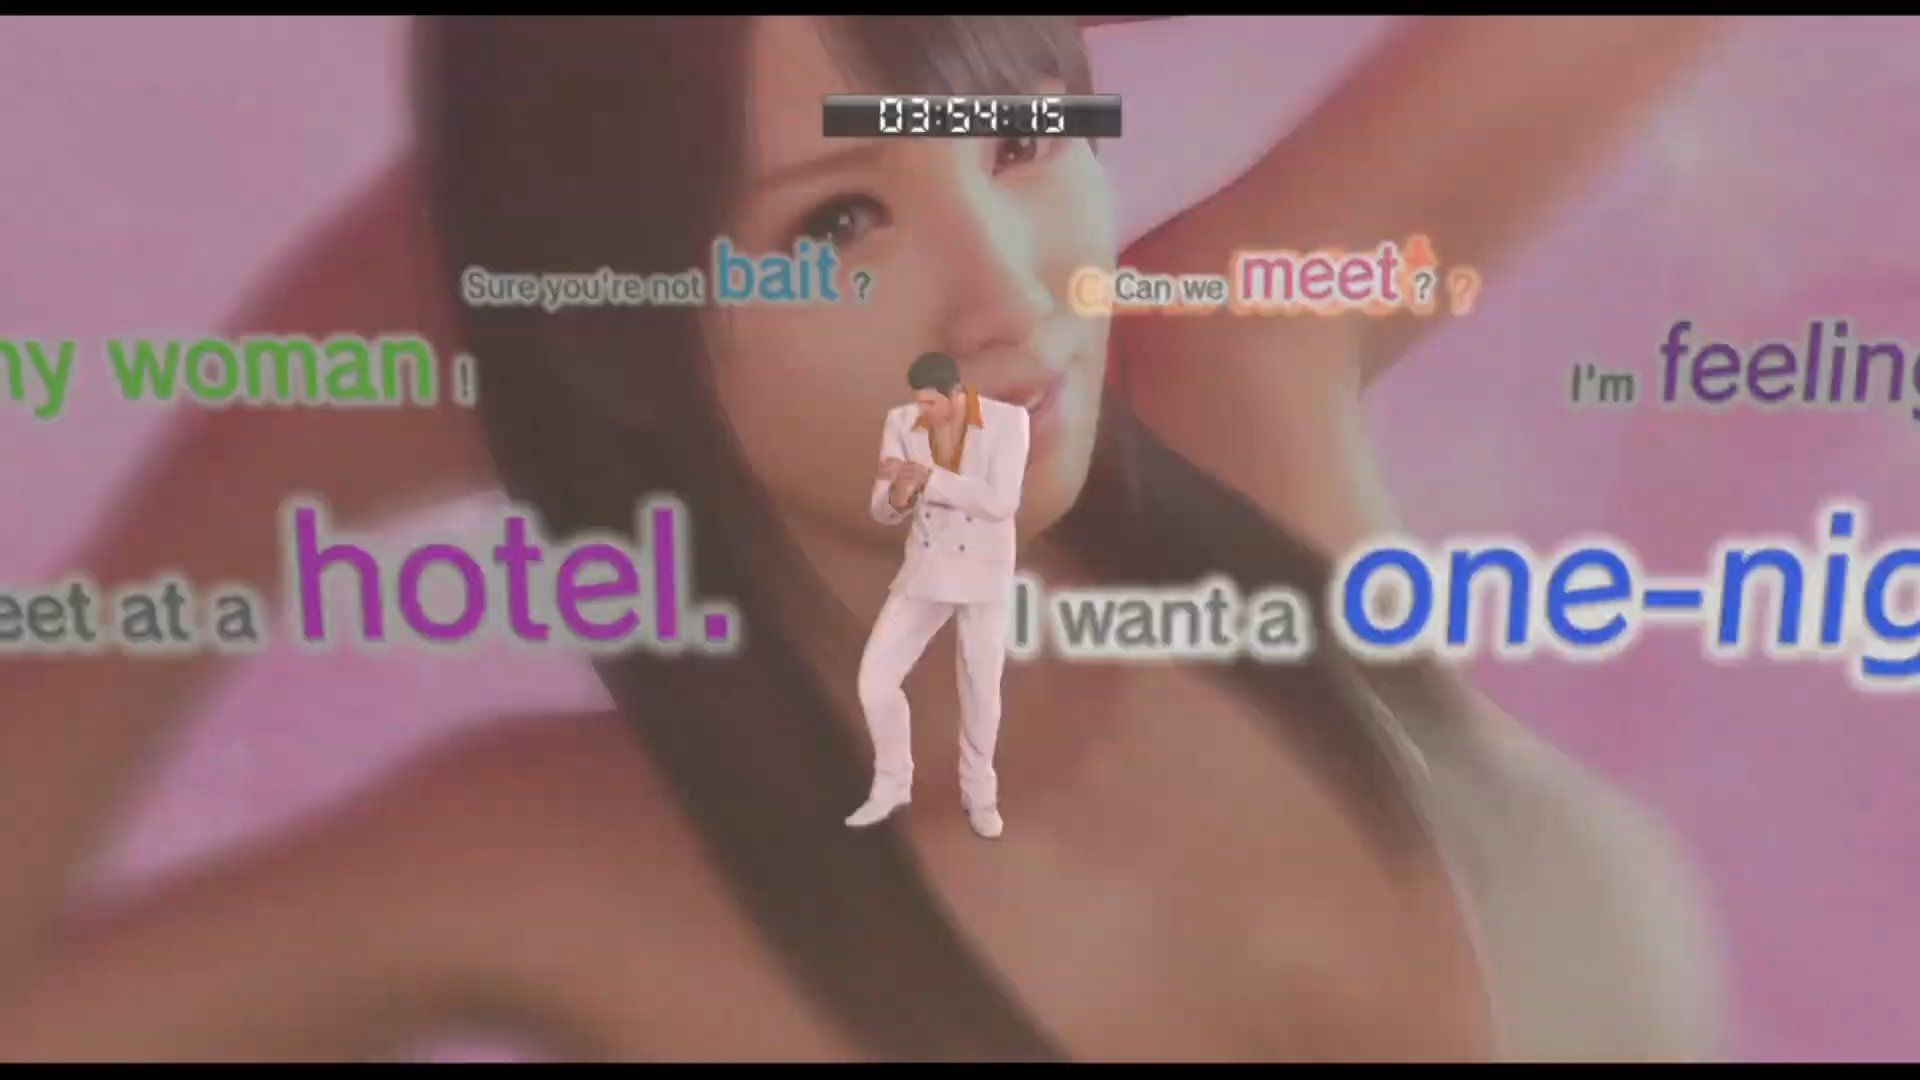 03:54:15
Sure you're not bait ?
Can we meet ?
my woman !
I'm feeling
eet at a hotel.
I want a one-nig